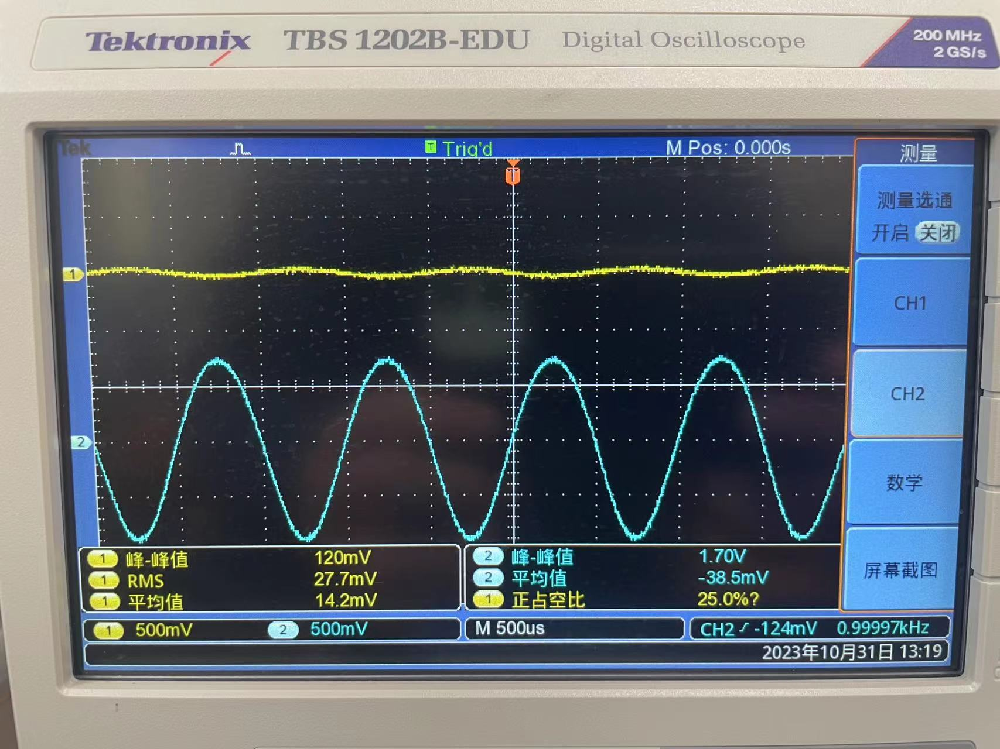 Tektronix TBS 1202B-EDU Digital Oscilloscope
200 MHz
2 GS/s
Tek T Trig'd M Pos: 0.000s
测量
测量选通
开启 关闭
T
1
CH1
CH2
2
数学
屏幕截图
1 峰-峰值 120mV
1 RMS 27.7mV
1 平均值 14.2mV
2 峰-峰值 1.70V
2 平均值 -38.5mV
1 正占空比 25.0%?
1 500mV 2 500mV M 500us CH2 -124mV 0.99997kHz
2023年10月31日 13:19